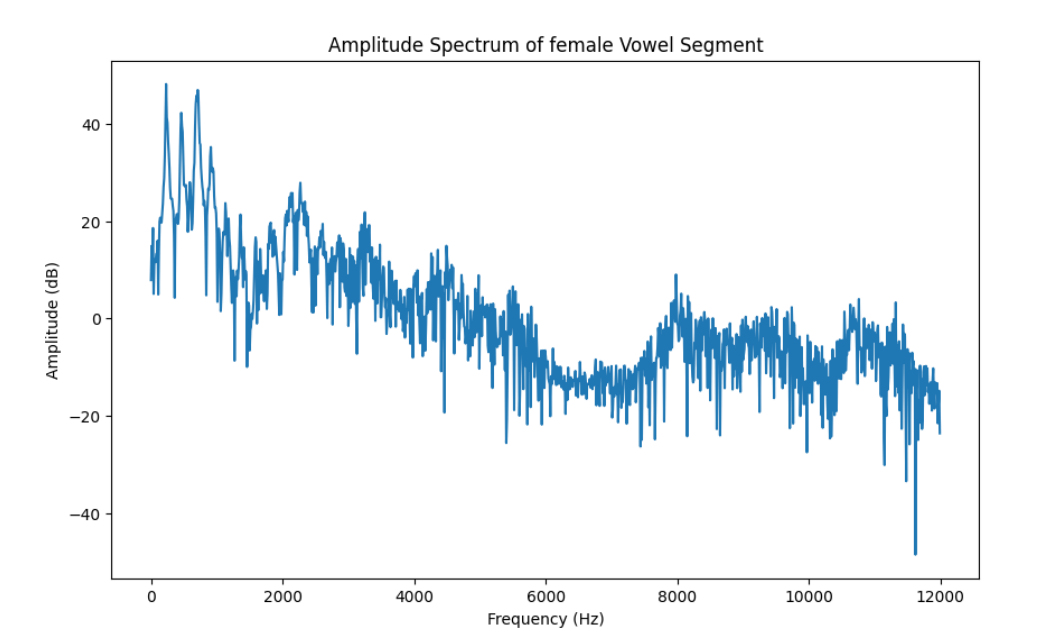 Amplitude Spectrum of female Vowel Segment
40
20
0
−20
−40
Amplitude (dB)
0 2000 4000 6000 8000 10000 12000
Frequency (Hz)